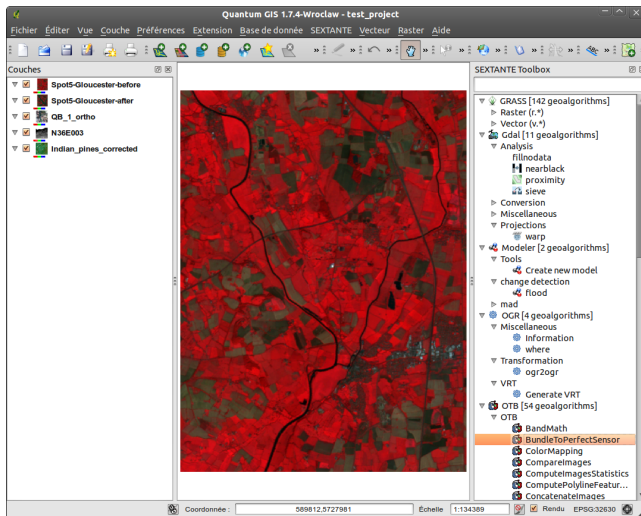 Quantum GIS 1.7.4-Wroclaw - test_project
Fichier Éditer Vue Couche Préférences Extension Base de donnée SEXTANTE Vecteur Raster Aide
Couches
Spot5-Gloucester-before
Spot5-Gloucester-after
QB_1_ortho
N36E003
Indian_pines_corrected
SEXTANTE Toolbox
GRASS [142 geoalgorithms]
Raster (r.*)
Vector (v.*)
Gdal [11 geoalgorithms]
Analysis
fillnodata
nearblack
proximity
sieve
Conversion
Miscellaneous
Projections
warp
Modeler [2 geoalgorithms]
Tools
Create new model
change detection
flood
mad
OGR [4 geoalgorithms]
Miscellaneous
Information
where
Transformation
ogr2ogr
VRT
Generate VRT
OTB [54 geoalgorithms]
OTB
BandMath
BundleToPerfectSensor
ColorMapping
CompareImages
ComputeImagesStatistics
ComputePolylineFeatur...
ConcatenateImages
Coordonnée : 589812,5727981 Échelle 1:134389 Rendu EPSG:32630